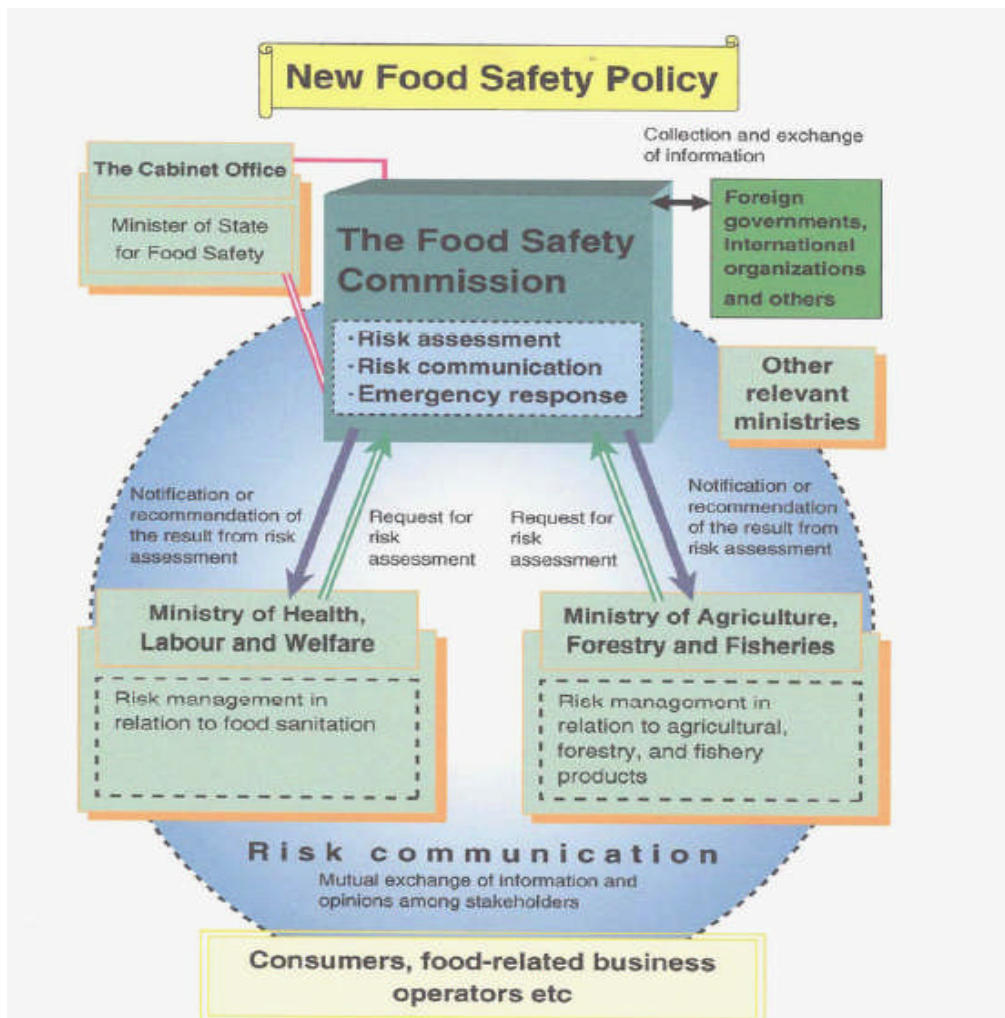 New Food Safety Policy
Collection and exchange
of information
The Cabinet Office
Minister of State
for Food Safety
The Food Safety
Commission
· Risk assessment
· Risk communication
· Emergency response
Foreign
governments,
International
organizations
and others
Other
relevant
ministries
Notification or
recommendation of
the result from risk
assessment
Request for
risk
assessment
Request for
risk
assessment
Notification or
recommendation
of the result from
risk assessment
Ministry of Health,
Labour and Welfare
Risk management in
relation to food sanitation
Ministry of Agriculture,
Forestry and Fisheries
Risk management in
relation to agricultural,
forestry, and fishery
products
Risk communication
Mutual exchange of information and
opinions among stakeholders
Consumers, food-related business
operators etc